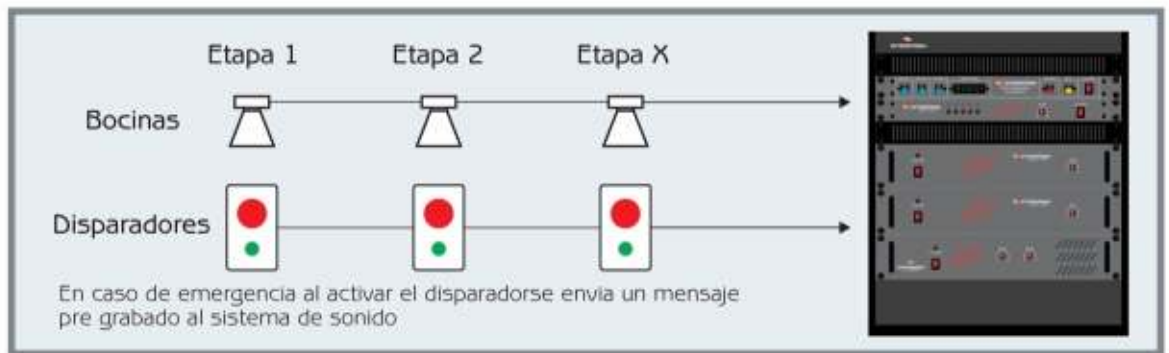 Etapa 1 Etapa 2 Etapa X
Bocinas
Disparadores
En caso de emergencia al activar el disparadorse envia un mensaje
pre grabado al sistema de sonido